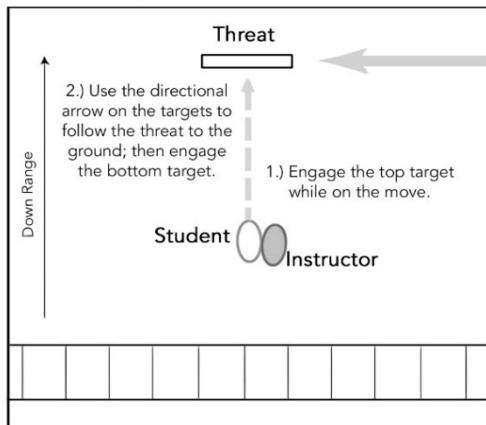 Threat
2.) Use the directional
arrow on the targets to
follow the threat to the
ground; then engage
the bottom target.
1.) Engage the top target
while on the move.
Down Range
Student
Instructor